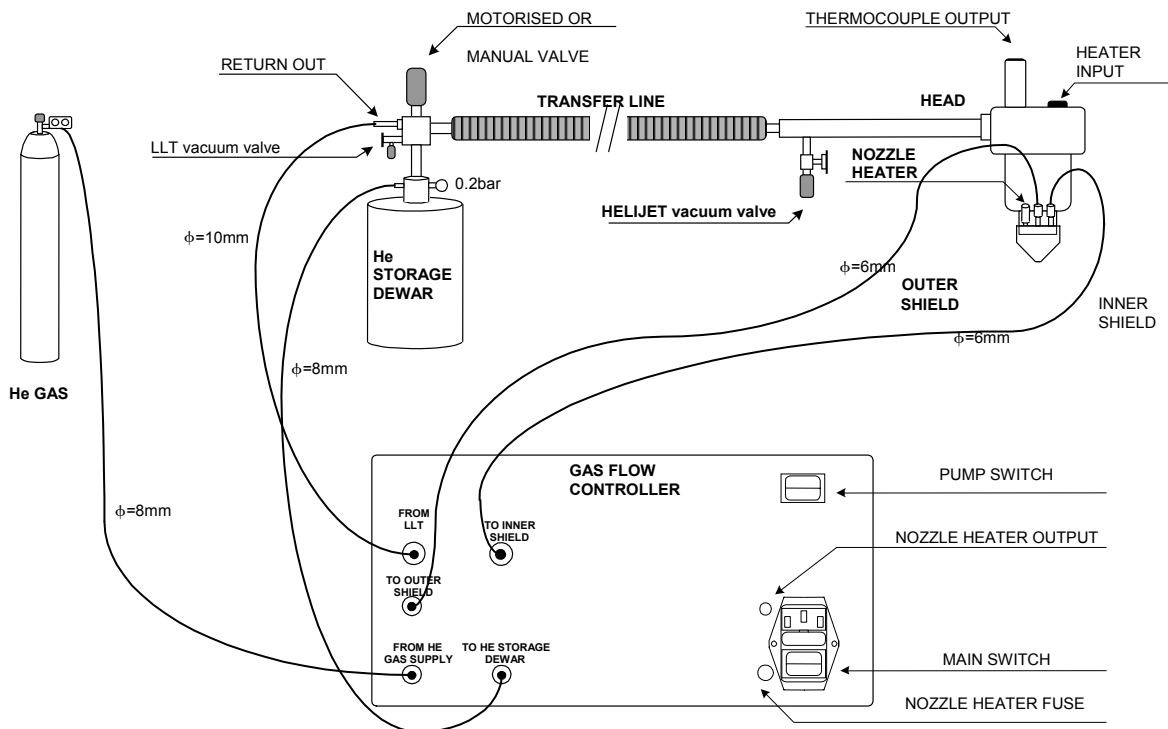 MOTORISED OR
MANUAL VALVE
THERMOCOUPLE OUTPUT
HEATER
INPUT
RETURN OUT
TRANSFER LINE
HEAD
LLT vacuum valve
NOZZLE
HEATER
0.2bar
HELIJET vacuum valve
ϕ=10mm
He
STORAGE
DEWAR
ϕ=6mm
OUTER
SHIELD
INNER
SHIELD
ϕ=6mm
ϕ=8mm
He GAS
ϕ=8mm
GAS FLOW
CONTROLLER
PUMP SWITCH
FROM
LLT
TO INNER
SHIELD
NOZZLE HEATER OUTPUT
TO OUTER
SHIELD
FROM HE
GAS SUPPLY
TO HE STORAGE
DEWAR
MAIN SWITCH
NOZZLE HEATER FUSE